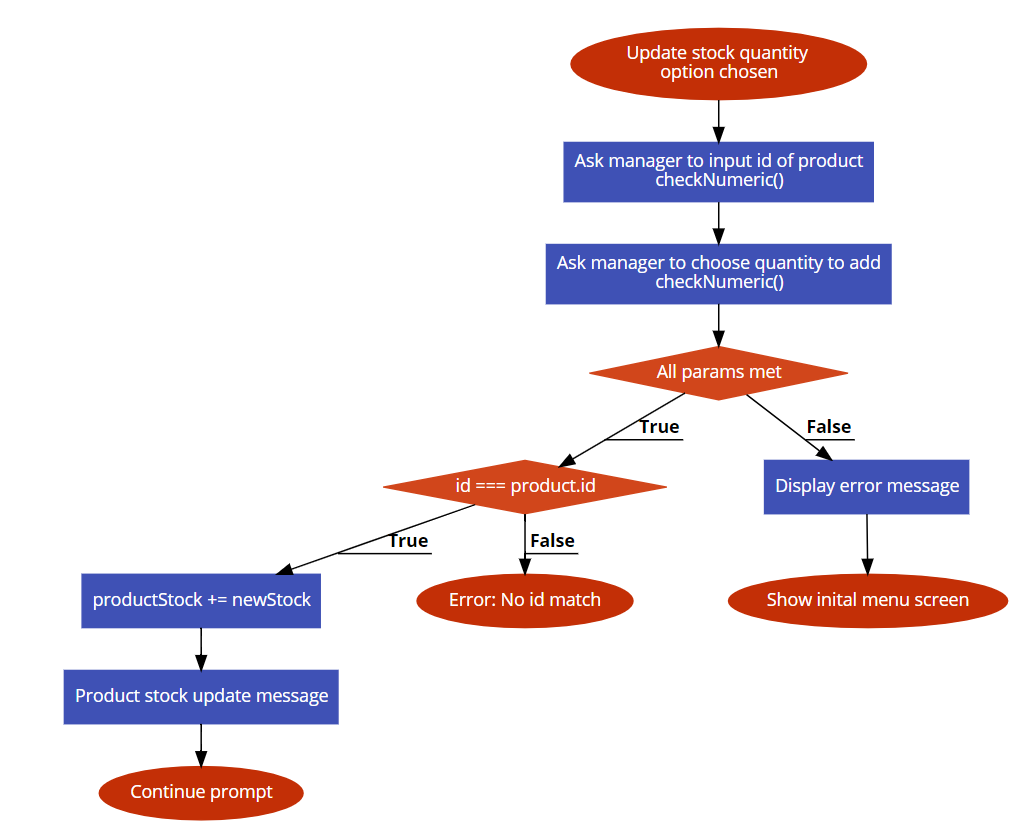 Update stock quantity
option chosen
Ask manager to input id of product
checkNumeric()
Ask manager to choose quantity to add
checkNumeric()
All params met
True
False
id === product.id
Display error message
True
False
productStock += newStock
Error: No id match
Show inital menu screen
Product stock update message
Continue prompt